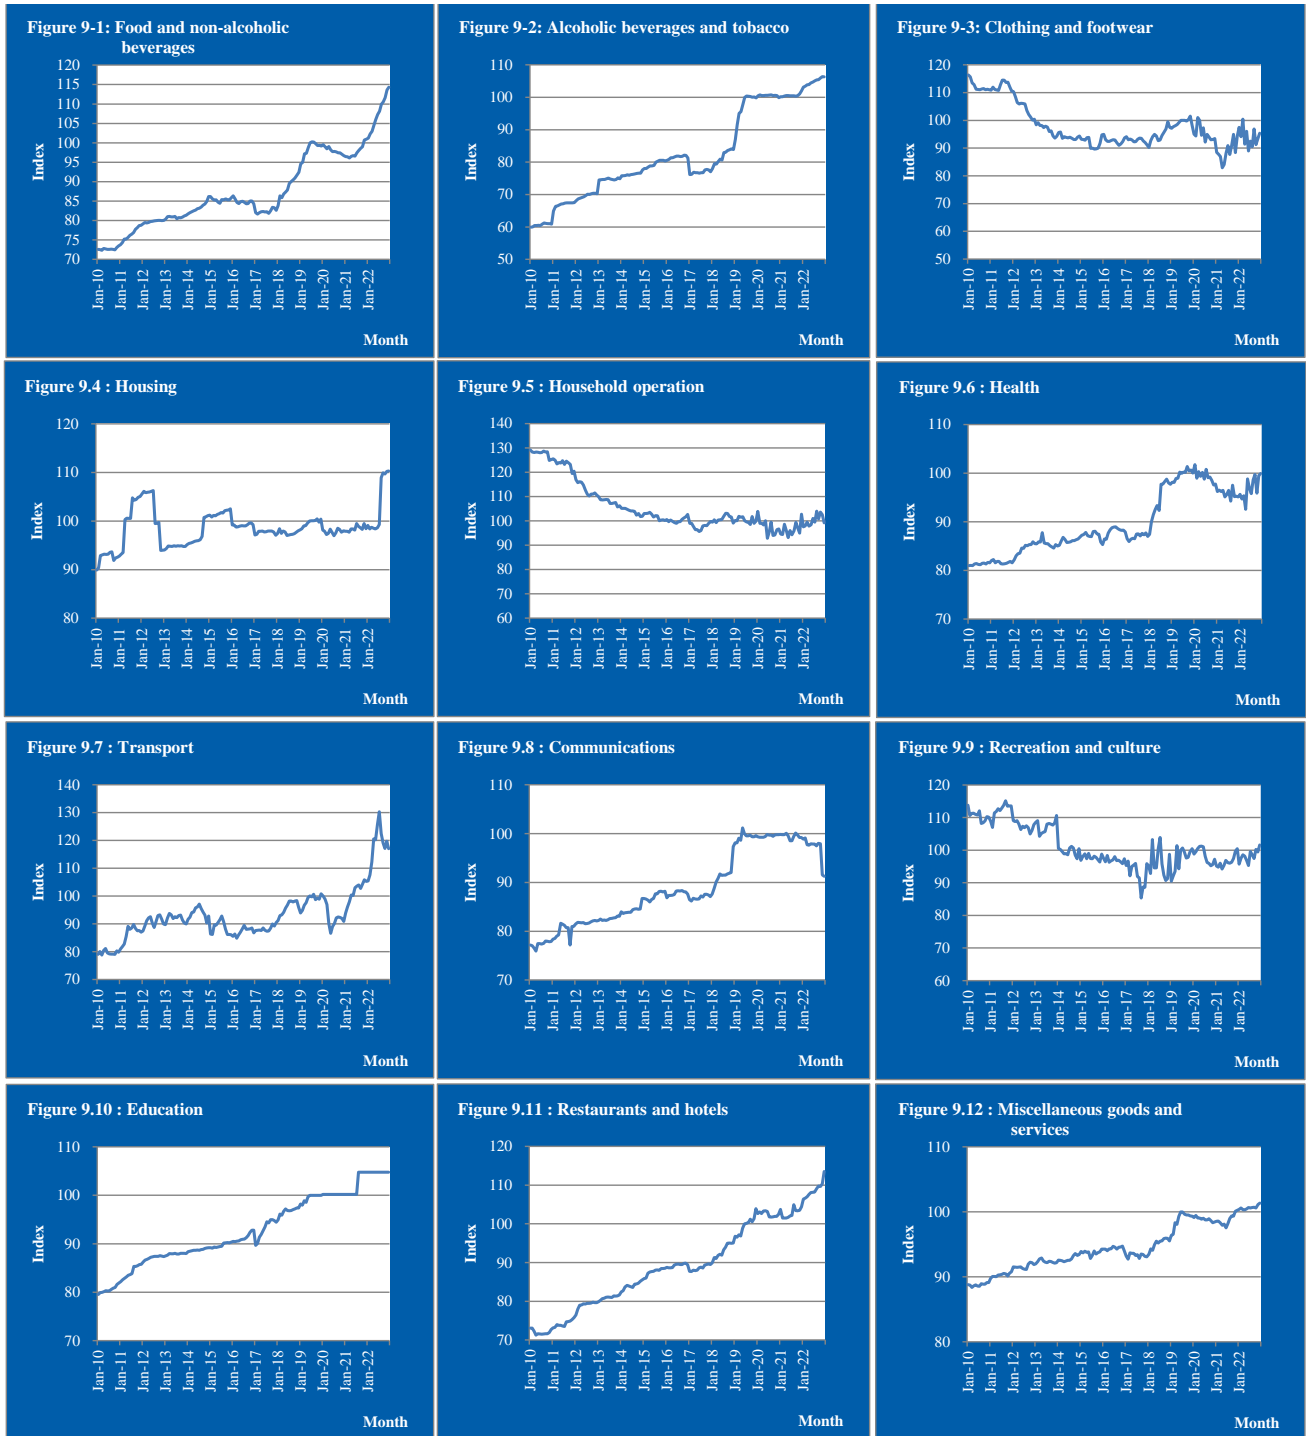 Figure 9-1: Food and non-alcoholic
beverages
120
115
110
105
100
95
90
85
80
75
70
Index
Jan-10
Jan-11
Jan-12
Jan-13
Jan-14
Jan-15
Jan-16
Jan-17
Jan-18
Jan-19
Jan-20
Jan-21
Jan-22
Month
Figure 9-2: Alcoholic beverages and tobacco
110
100
90
80
70
60
50
Index
Jan-10
Jan-11
Jan-12
Jan-13
Jan-14
Jan-15
Jan-16
Jan-17
Jan-18
Jan-19
Jan-20
Jan-21
Jan-22
Month
Figure 9-3: Clothing and footwear
120
110
100
90
80
70
60
50
Index
Jan-10
Jan-11
Jan-12
Jan-13
Jan-14
Jan-15
Jan-16
Jan-17
Jan-18
Jan-19
Jan-20
Jan-21
Jan-22
Month
Figure 9.4 : Housing
120
110
100
90
80
Index
Jan-10
Jan-11
Jan-12
Jan-13
Jan-14
Jan-15
Jan-16
Jan-17
Jan-18
Jan-19
Jan-20
Jan-21
Jan-22
Month
Figure 9.5 : Household operation
140
130
120
110
100
90
80
70
60
Index
Jan-10
Jan-11
Jan-12
Jan-13
Jan-14
Jan-15
Jan-16
Jan-17
Jan-18
Jan-19
Jan-20
Jan-21
Jan-22
Month
Figure 9.6 : Health
110
100
90
80
70
Index
Jan-10
Jan-11
Jan-12
Jan-13
Jan-14
Jan-15
Jan-16
Jan-17
Jan-18
Jan-19
Jan-20
Jan-21
Jan-22
Month
Figure 9.7 : Transport
140
130
120
110
100
90
80
70
Index
Jan-10
Jan-11
Jan-12
Jan-13
Jan-14
Jan-15
Jan-16
Jan-17
Jan-18
Jan-19
Jan-20
Jan-21
Jan-22
Month
Figure 9.8 : Communications
110
100
90
80
70
Index
Jan-10
Jan-11
Jan-12
Jan-13
Jan-14
Jan-15
Jan-16
Jan-17
Jan-18
Jan-19
Jan-20
Jan-21
Jan-22
Month
Figure 9.9 : Recreation and culture
120
110
100
90
80
70
60
Index
Jan-10
Jan-11
Jan-12
Jan-13
Jan-14
Jan-15
Jan-16
Jan-17
Jan-18
Jan-19
Jan-20
Jan-21
Jan-22
Month
Figure 9.10 : Education
110
100
90
80
70
Index
Jan-10
Jan-11
Jan-12
Jan-13
Jan-14
Jan-15
Jan-16
Jan-17
Jan-18
Jan-19
Jan-20
Jan-21
Jan-22
Month
Figure 9.11 : Restaurants and hotels
120
110
100
90
80
70
Index
Jan-10
Jan-11
Jan-12
Jan-13
Jan-14
Jan-15
Jan-16
Jan-17
Jan-18
Jan-19
Jan-20
Jan-21
Jan-22
Month
Figure 9.12 : Miscellaneous goods and
services
110
100
90
80
Index
Jan-10
Jan-11
Jan-12
Jan-13
Jan-14
Jan-15
Jan-16
Jan-17
Jan-18
Jan-19
Jan-20
Jan-21
Jan-22
Month